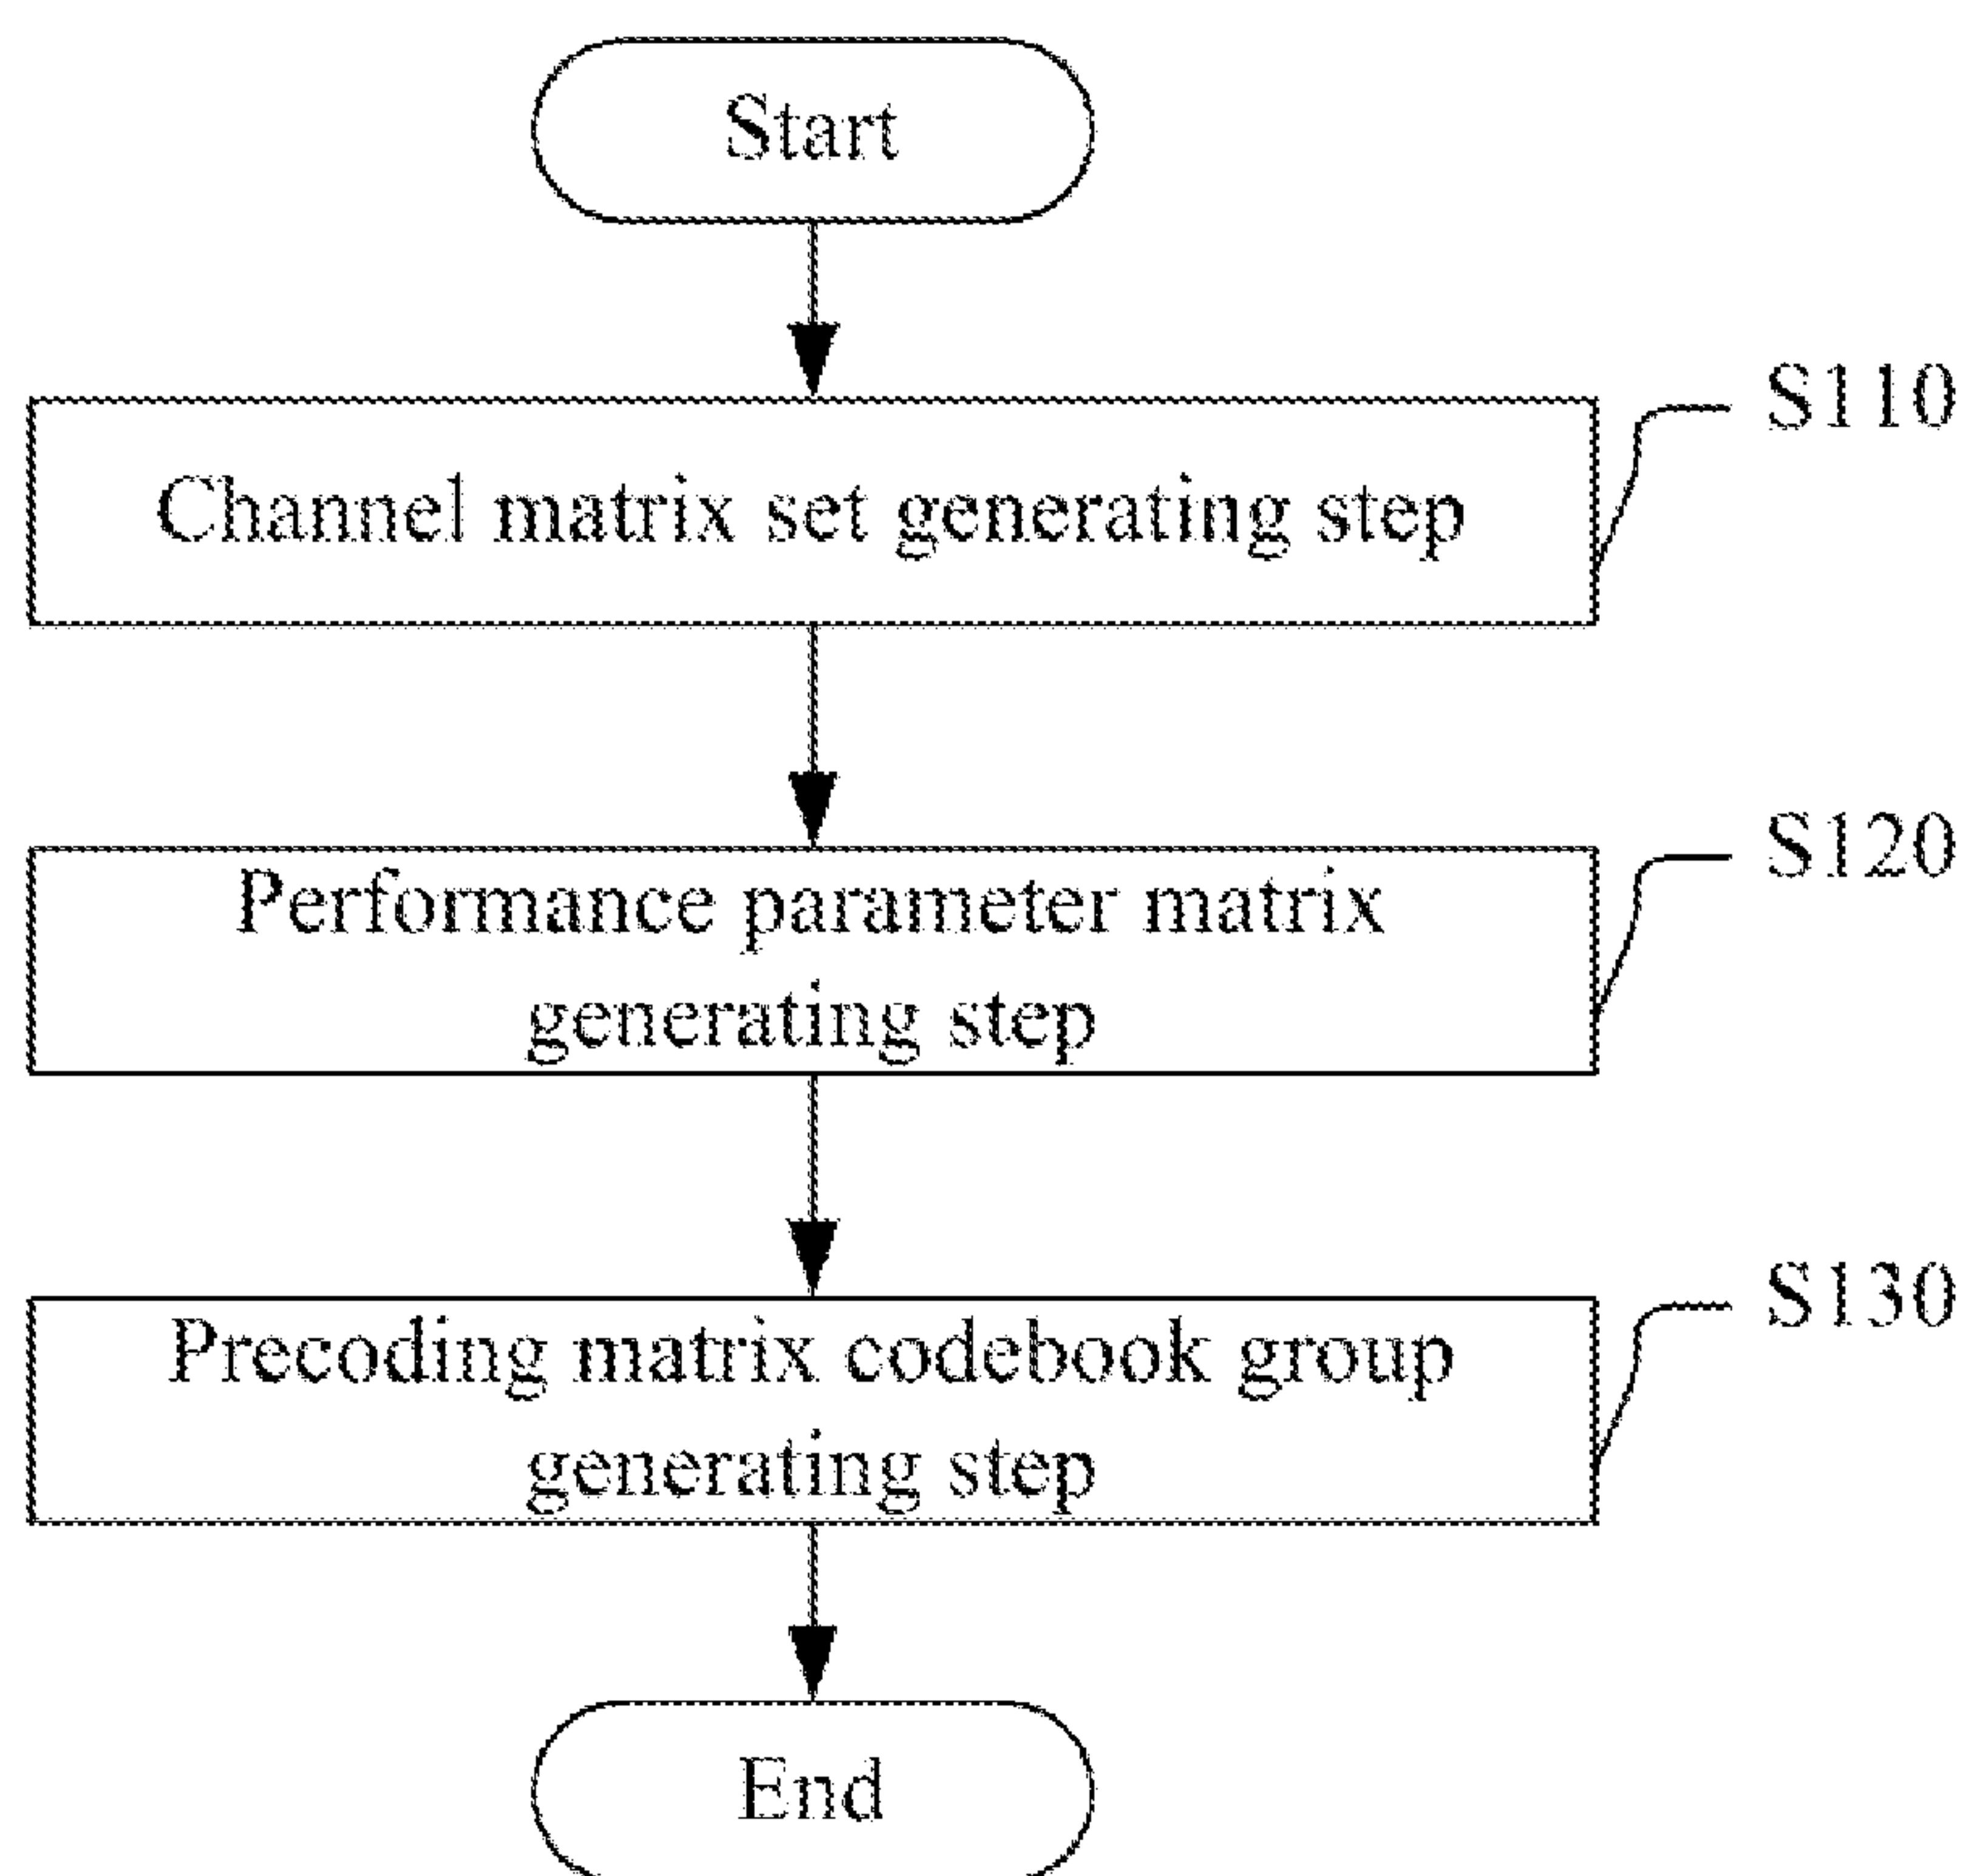 Start
S110
Channel matrix set generating step
S120
Performance parameter matrix
generating step
S130
Precoding matrix codebook group
generating step
End